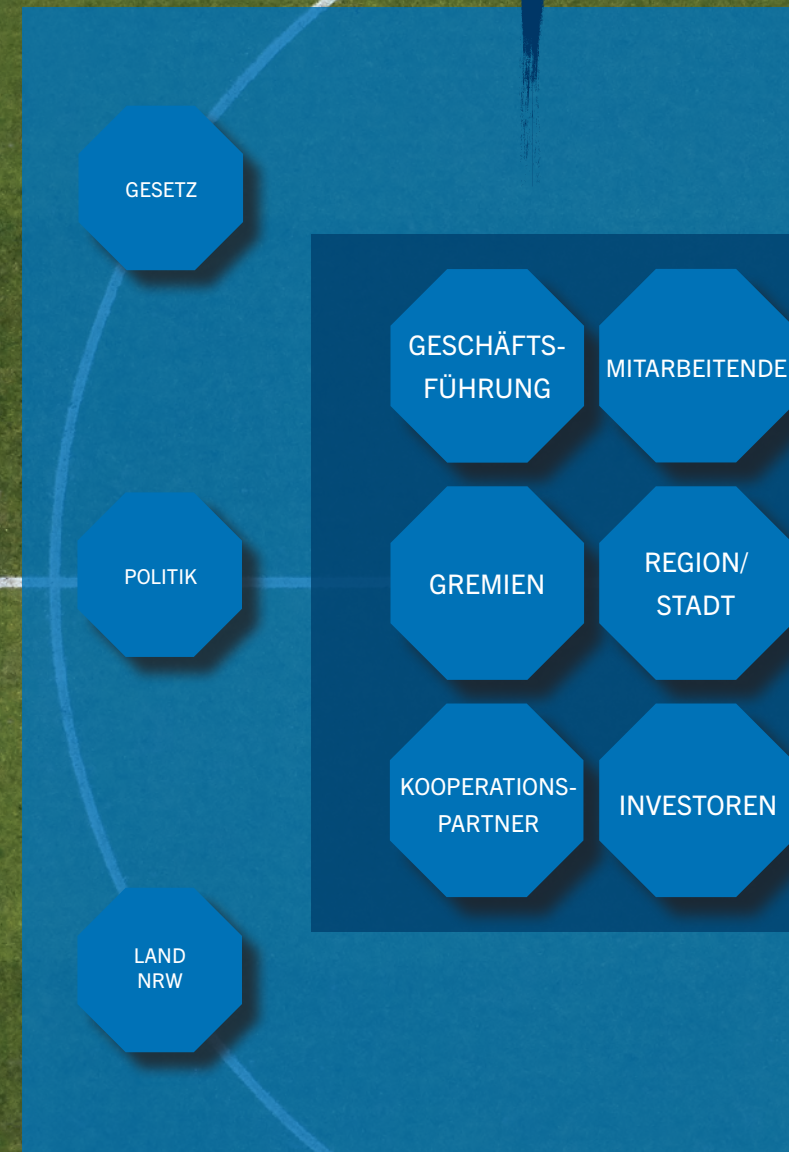 GESETZ
GESCHÄFTS-
FÜHRUNG
MITARBEITENDE
POLITIK
GREMIEN
REGION/
STADT
KOOPERATIONS-
PARTNER
INVESTOREN
LAND
NRW